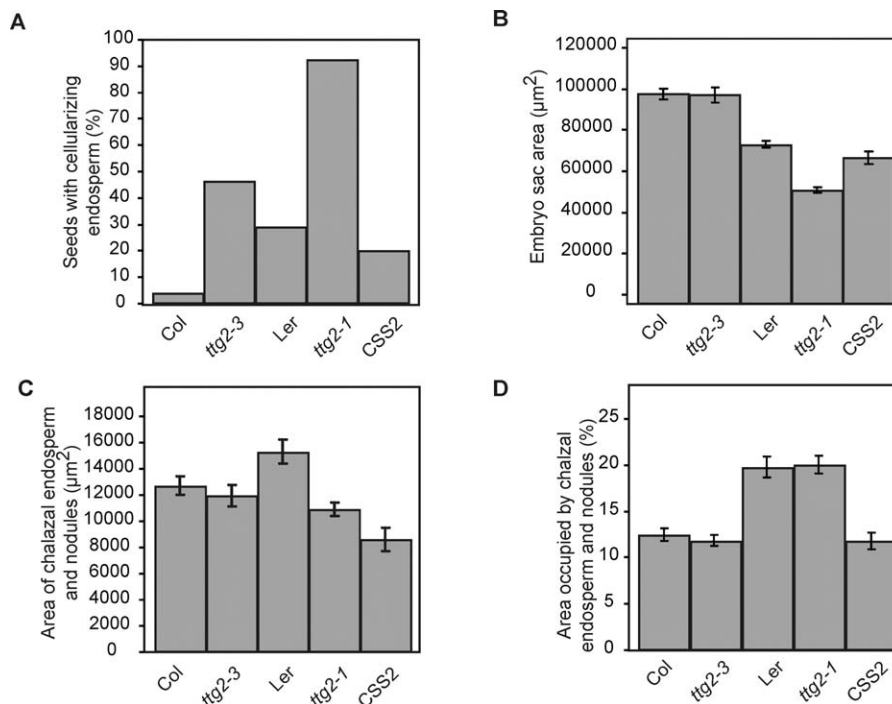 A
Seeds with cellularizing
endosperm (%)
100
90
80
70
60
50
40
30
20
10
0
Col
ttg2-3
Ler
ttg2-1
CSS2
B
Embryo sac area (µm²)
120000
100000
80000
60000
40000
20000
0
Col
ttg2-3
Ler
ttg2-1
CSS2
C
Area of chalazal endosperm
and nodules (µm²)
18000
16000
14000
12000
10000
8000
6000
4000
2000
0
Col
ttg2-3
Ler
ttg2-1
CSS2
D
Area occupied by chalzal
endosperm and nodules (%)
25
20
15
10
5
0
Col
ttg2-3
Ler
ttg2-1
CSS2